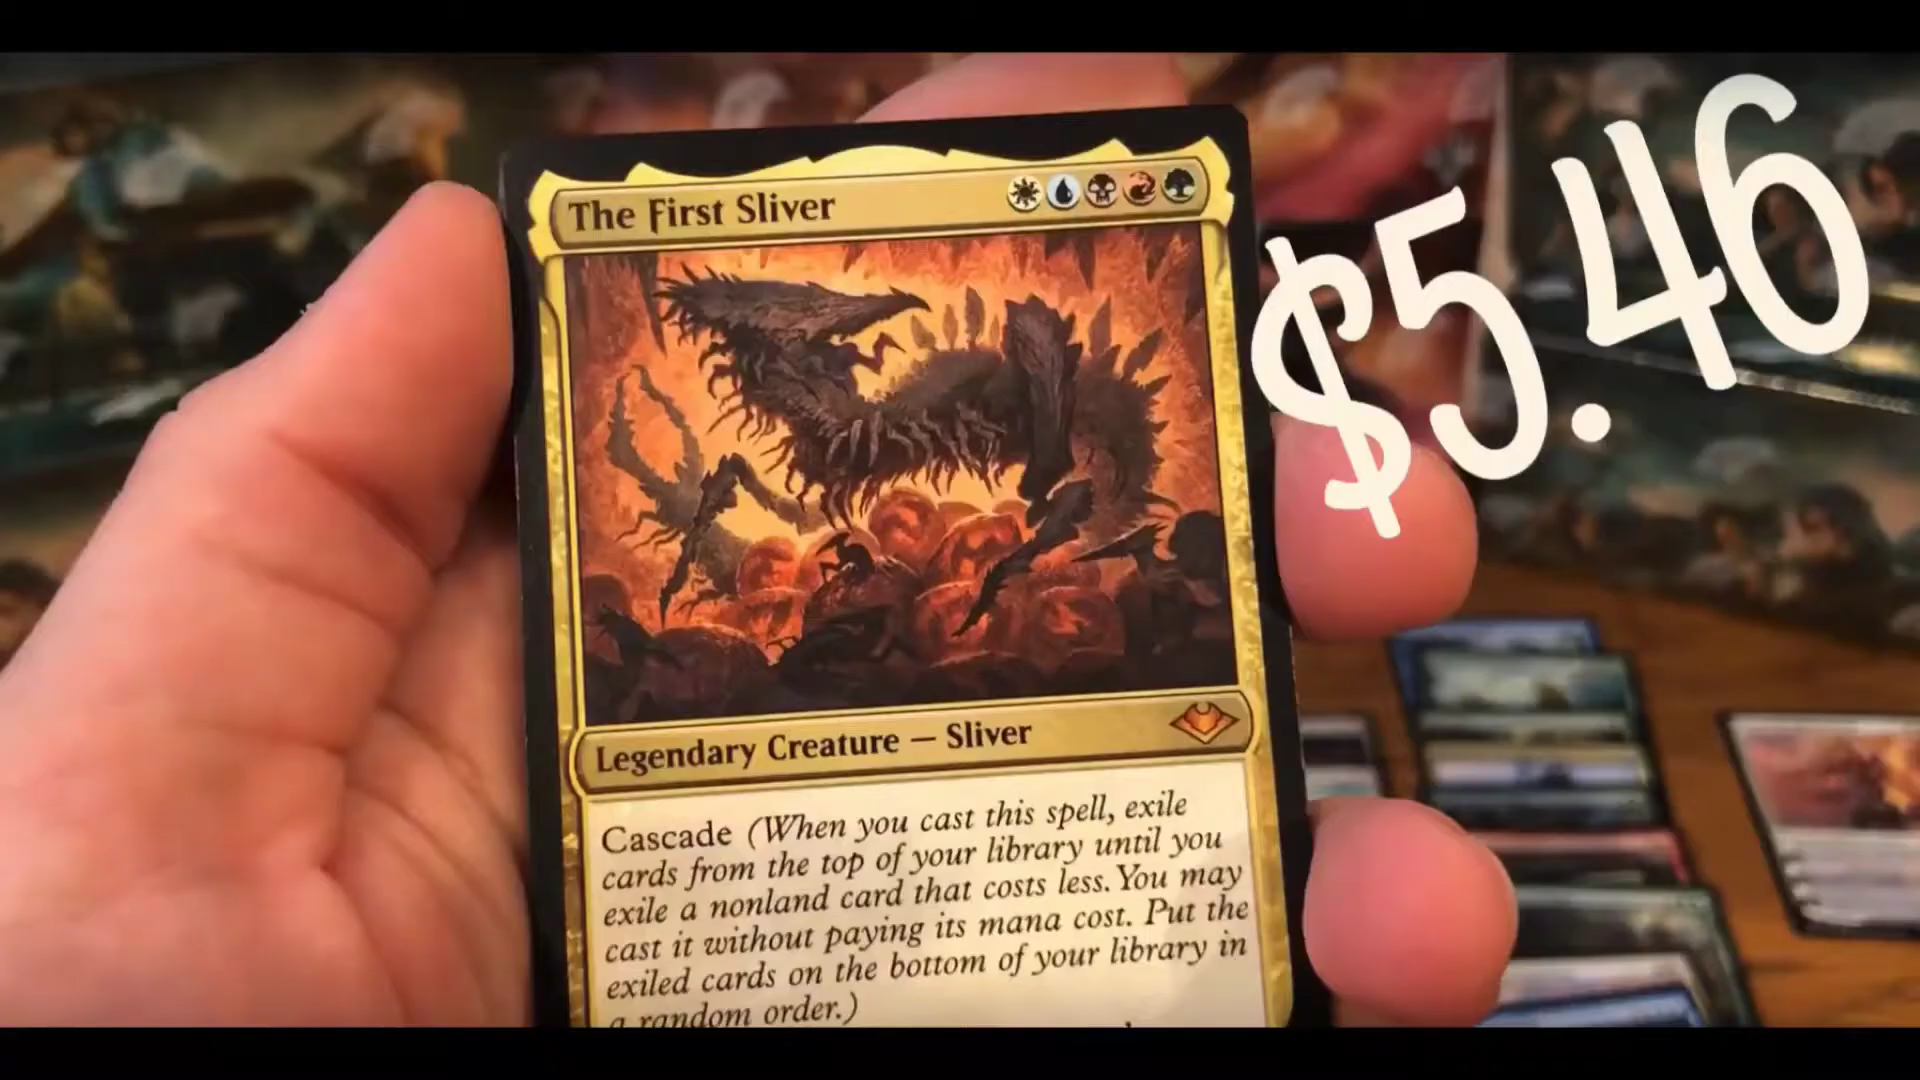 The First Sliver
$5.46
Legendary Creature — Sliver
Cascade (When you cast this spell, exile
cards from the top of your library until you
exile a nonland card that costs less. You may
cast it without paying its mana cost. Put the
exiled cards on the bottom of your library in
a random order.)